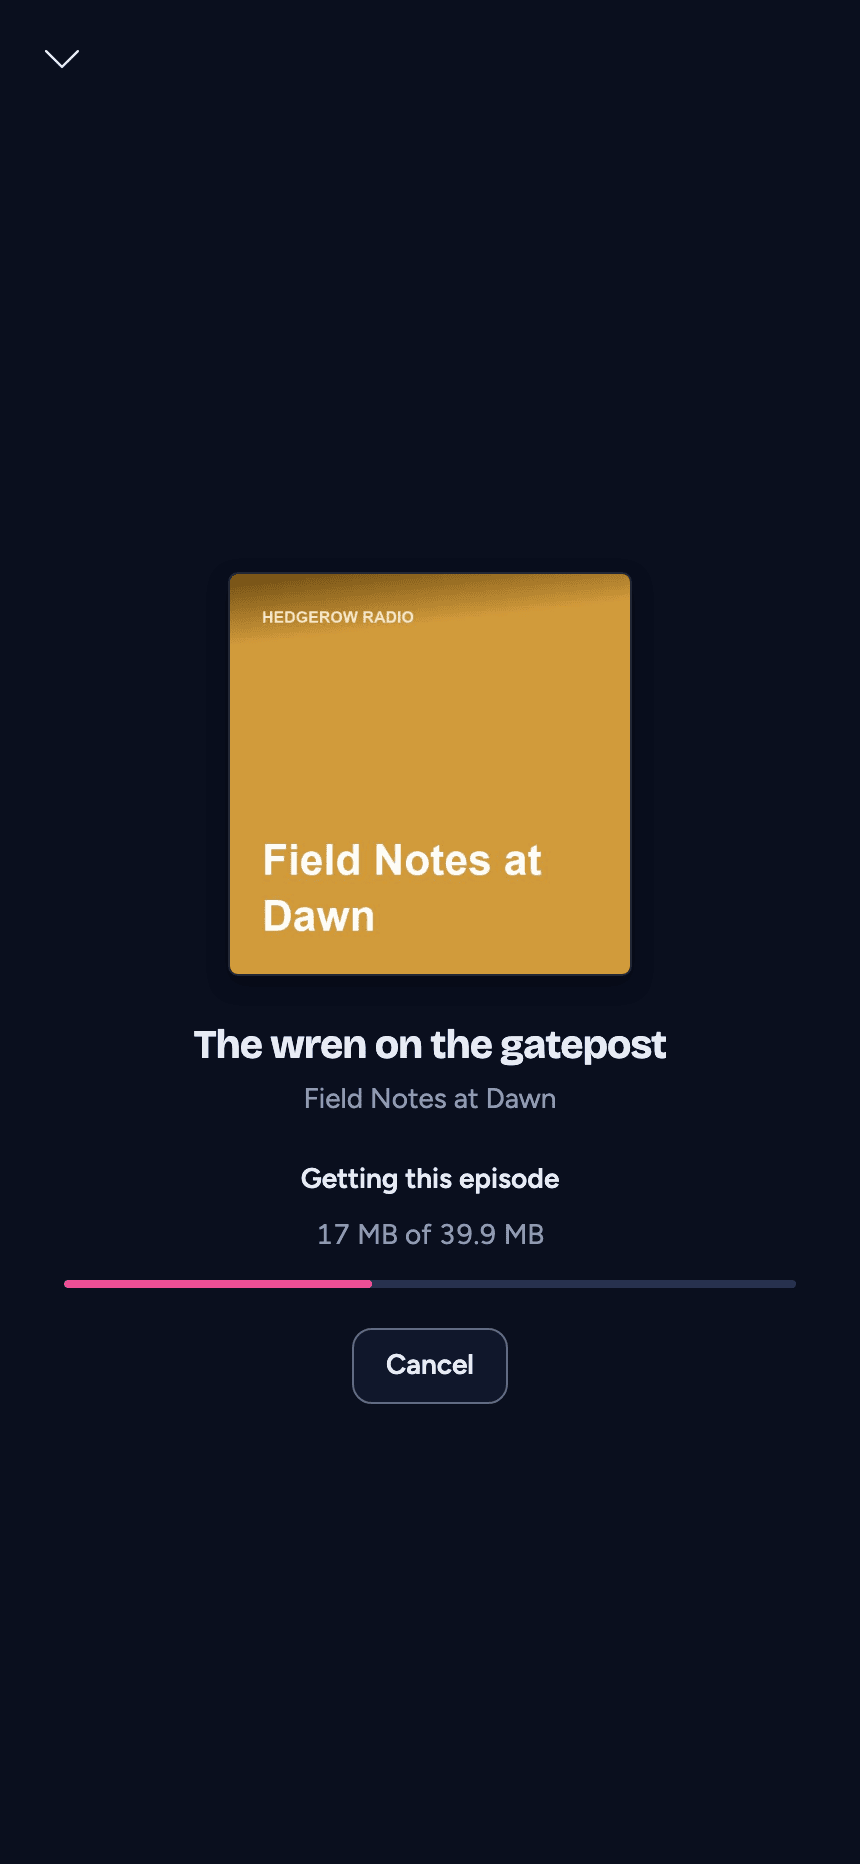 HEDGEROW RADIO
Field Notes at
Dawn
The wren on the gatepost
Field Notes at Dawn
Getting this episode
17 MB of 39.9 MB
Cancel